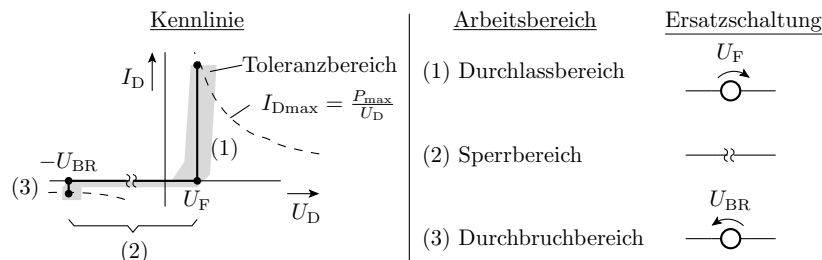 Kennlinie
I_D
Toleranzbereich
I_Dmax = P_max/U_D
(1)
−U_BR
(3)
U_F
U_D
(2)
Arbeitsbereich
Ersatzschaltung
(1) Durchlassbereich
U_F
(2) Sperrbereich
(3) Durchbruchbereich
U_BR